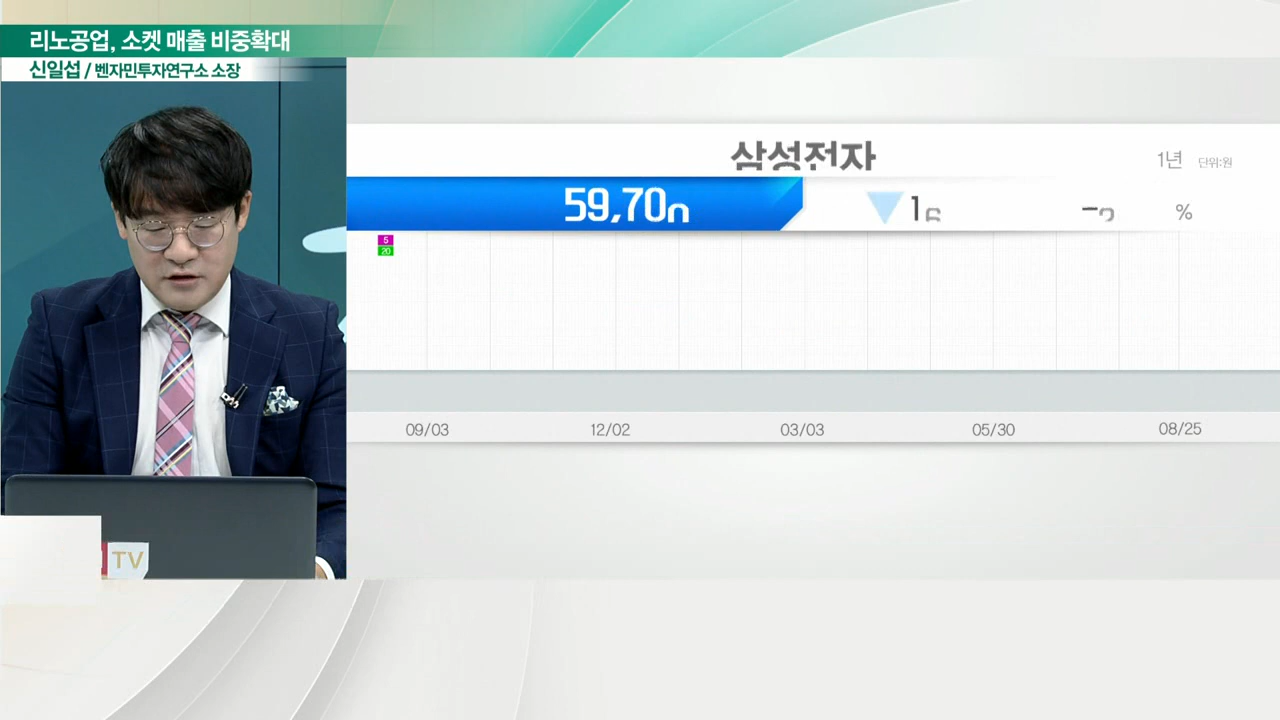 리노공업, 소켓 매출 비중확대
신일섭 / 벤자민투자연구소 소장
삼성전자
1년 단위:원
59,70
1
%
5
20
09/03 12/02 03/03 05/30 08/25
TV